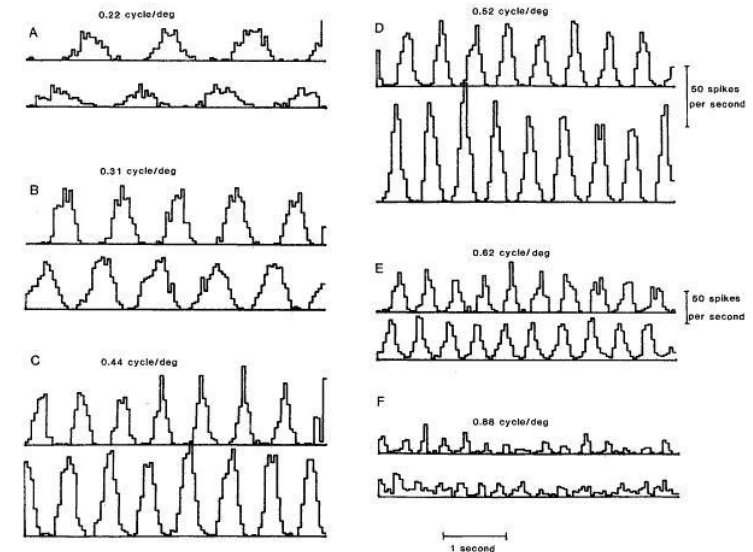 A
0.22 cycle/deg
B
0.31 cycle/deg
C
0.44 cycle/deg
D
0.52 cycle/deg
50 spikes
per second
E
0.62 cycle/deg
50 spikes
per second
F
0.88 cycle/deg
1 second